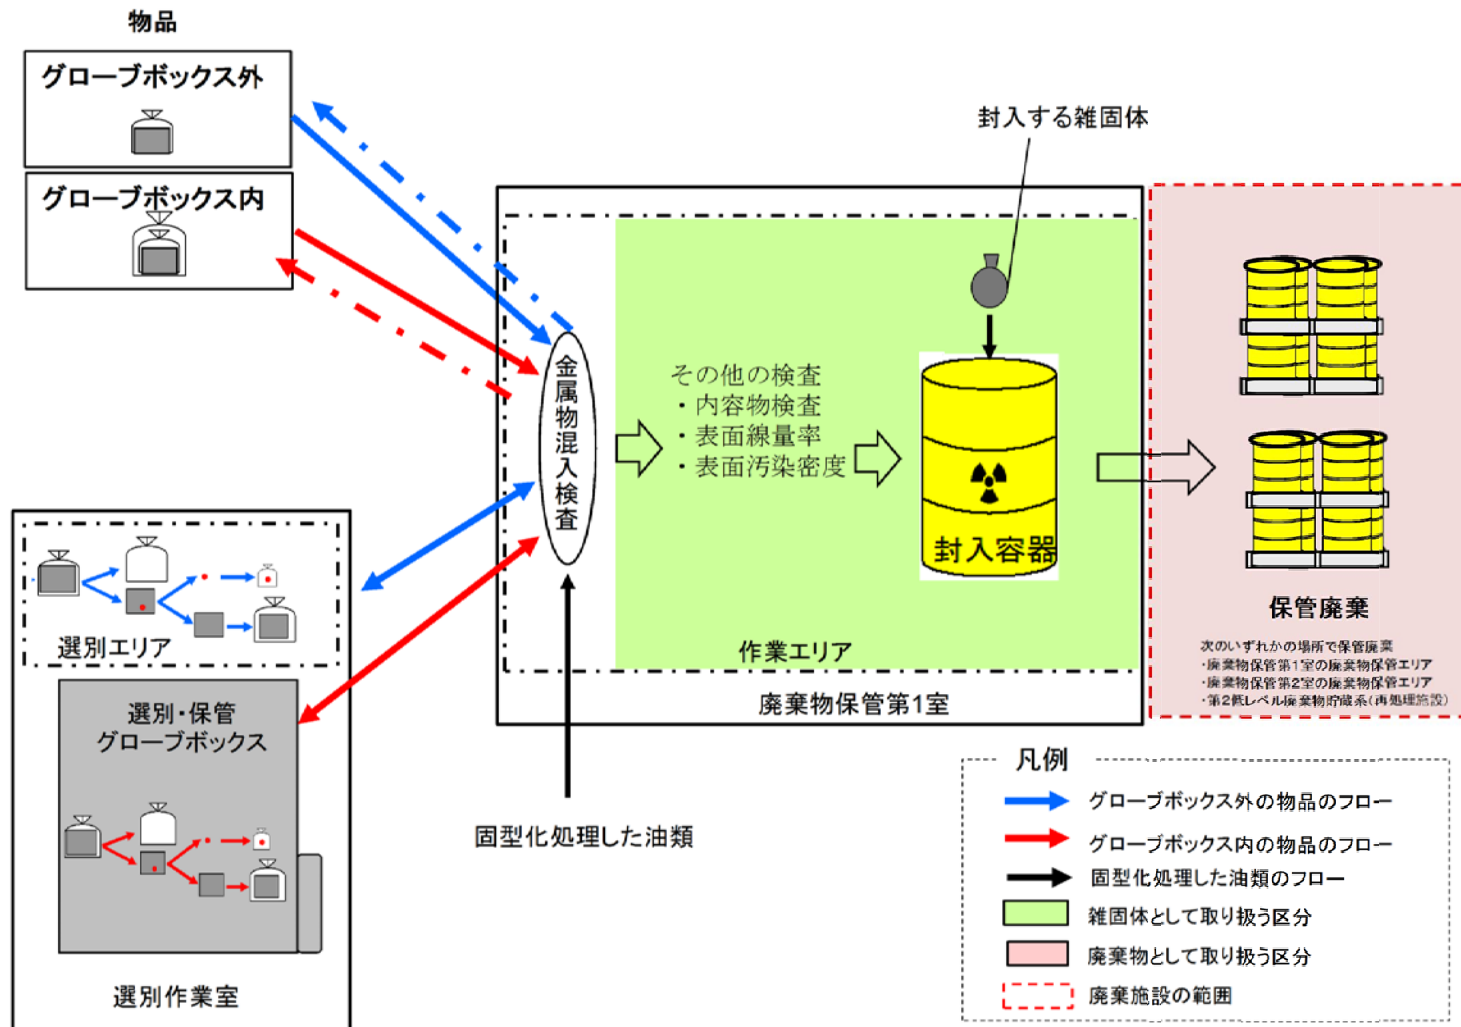 物品
グローブボックス外
グローブボックス内
封入する雑固体
金属物混入検査
その他の検査
・内容物検査
・表面線量率
・表面汚染密度
封入容器
作業エリア
廃棄物保管第1室
保管廃棄
次のいずれかの場所で保管廃棄
・廃棄物保管第1室の廃棄物保管エリア
・廃棄物保管第2室の廃棄物保管エリア
・第2低レベル廃棄物貯蔵系(再処理施設)
選別エリア
選別・保管
グローブボックス
選別作業室
固型化処理した油類
凡例
グローブボックス外の物品のフロー
グローブボックス内の物品のフロー
固型化処理した油類のフロー
雑固体として取り扱う区分
廃棄物として取り扱う区分
廃棄施設の範囲